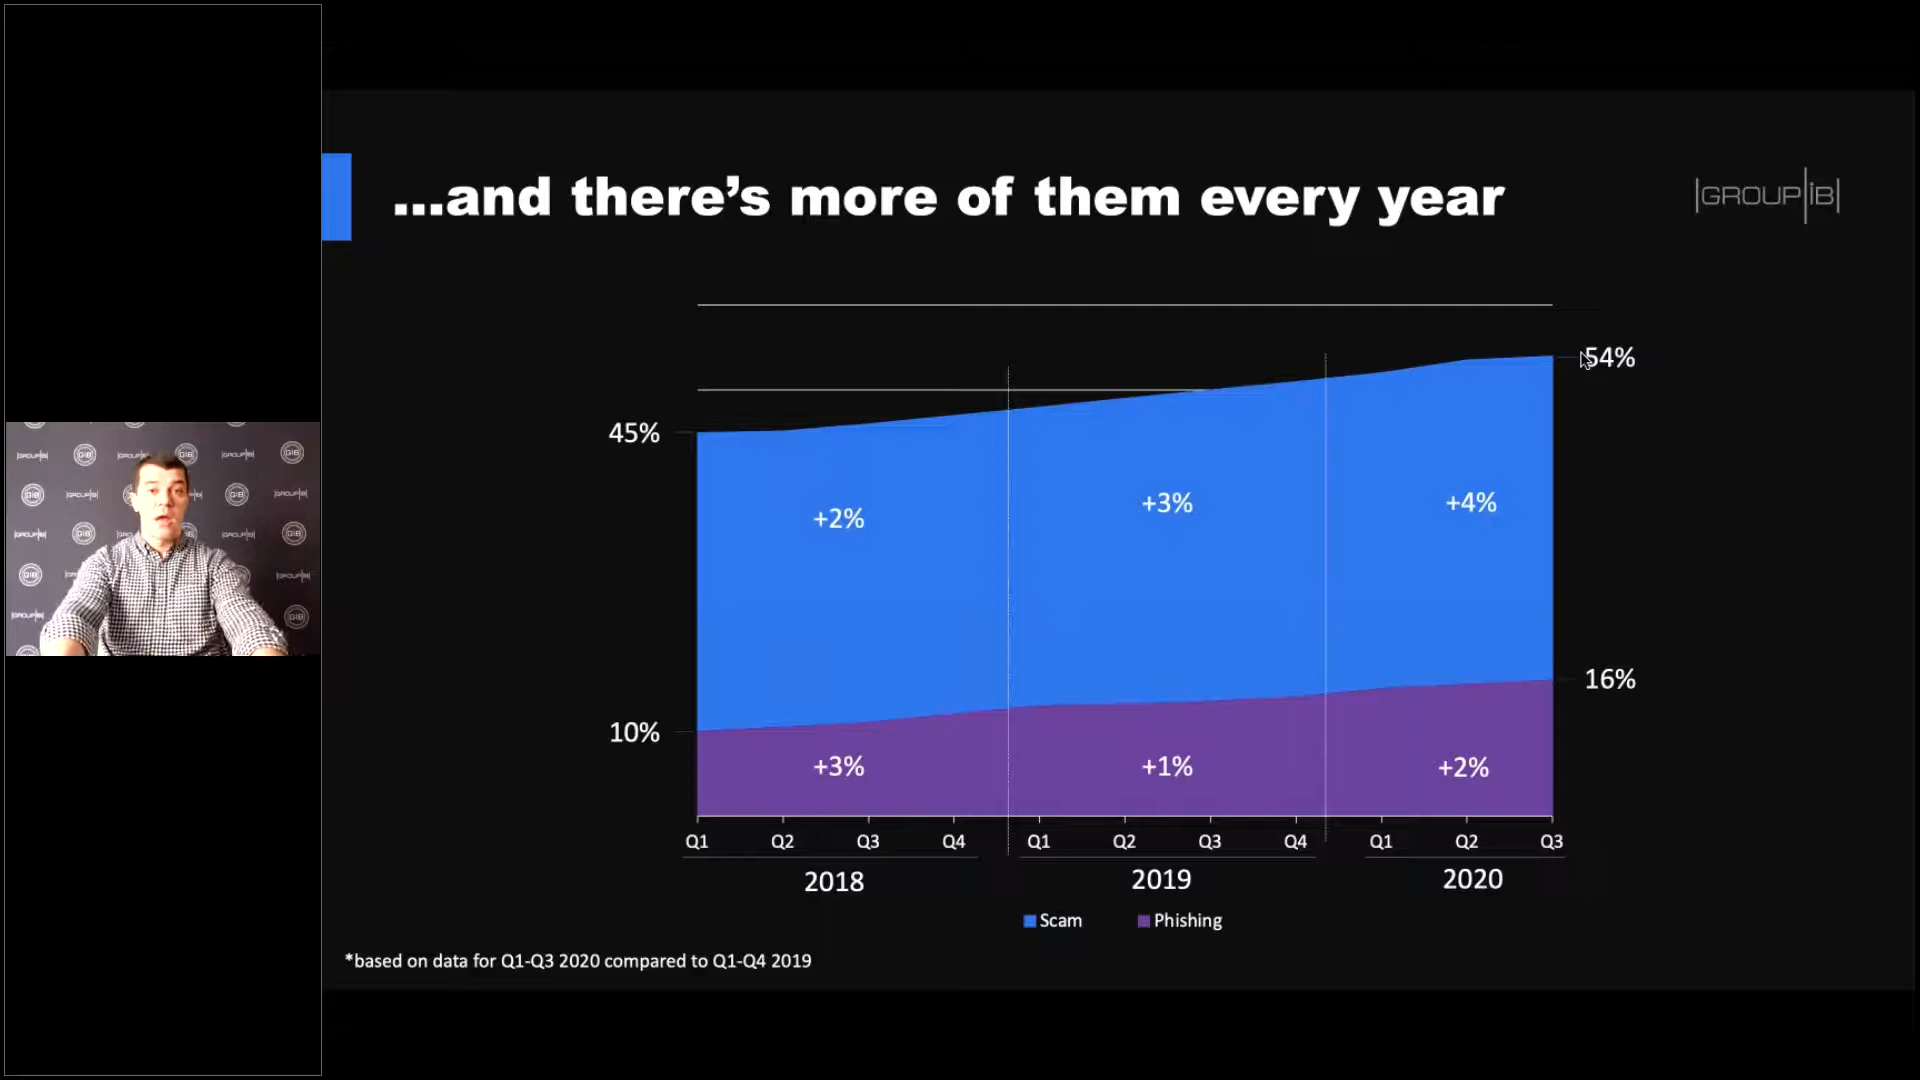 ...and there's more of them every year
|GROUP|iB|
54%
45%
+2%
+3%
+4%
16%
10%
+3%
+1%
+2%
Q1 Q2 Q3 Q4 Q1 Q2 Q3 Q4 Q1 Q2 Q3
2018 2019 2020
Scam Phishing
*based on data for Q1-Q3 2020 compared to Q1-Q4 2019